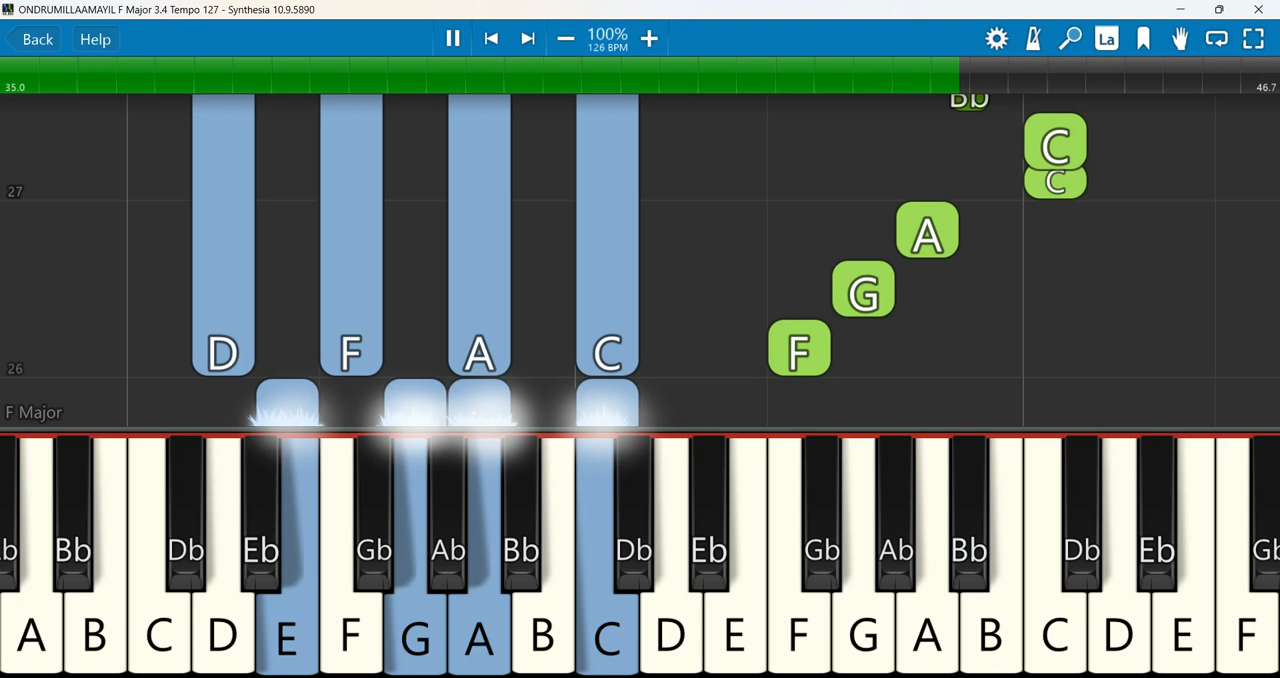 ONDRUMILLAAMAYIL F Major 3.4 Tempo 127 - Synthesia 10.9.5890
Back Help 100% La
126 BPM
35.0 46.7
Bb
C
27 C
A
G
26 D F A C F
F Major
Bb Db Eb Gb Ab Bb Db Eb Gb Ab Bb Db Eb
A B C D E F G A B C D E F G A B C D E F